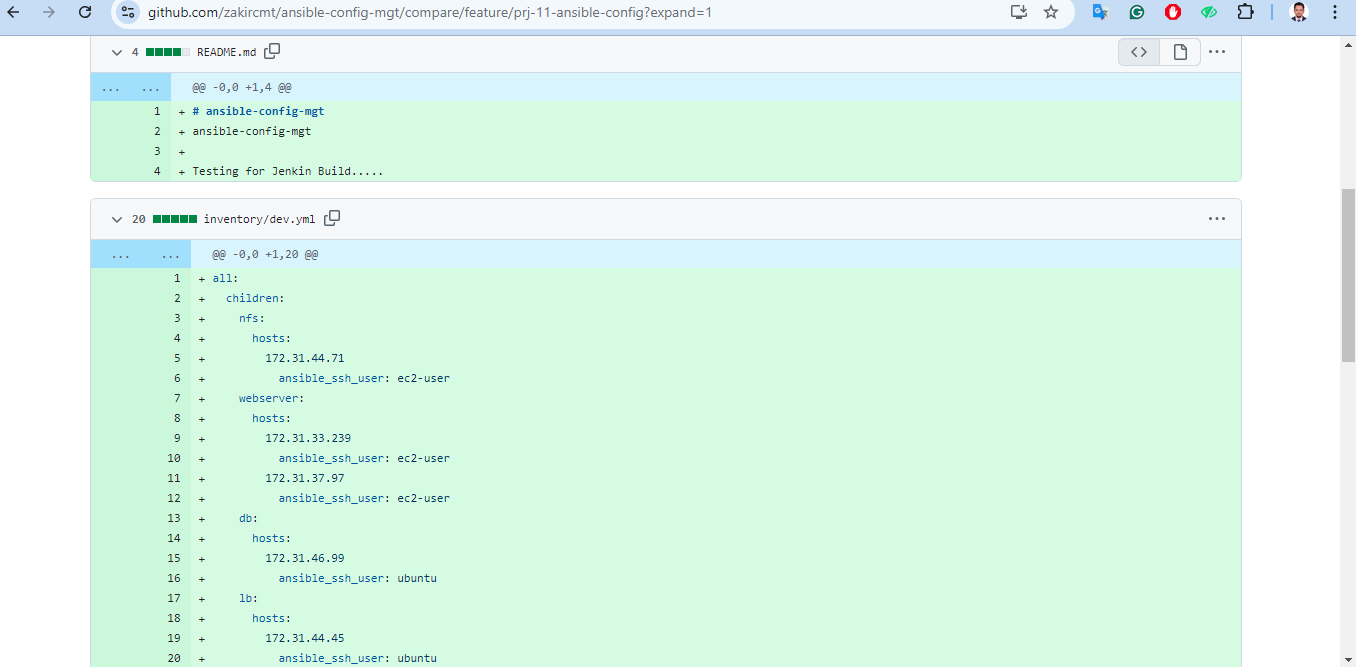 github.com/zakircmt/ansible-config-mgt/compare/feature/prj-11-ansible-config?expand=1
4 README.md
... ... @@ -0,0 +1,4 @@
1 + # ansible-config-mgt
2 + ansible-config-mgt
3 +
4 + Testing for Jenkin Build.....
20 inventory/dev.yml
... ... @@ -0,0 +1,20 @@
1 + all:
2 + children:
3 + nfs:
4 + hosts:
5 + 172.31.44.71
6 + ansible_ssh_user: ec2-user
7 + webserver:
8 + hosts:
9 + 172.31.33.239
10 + ansible_ssh_user: ec2-user
11 + 172.31.37.97
12 + ansible_ssh_user: ec2-user
13 + db:
14 + hosts:
15 + 172.31.46.99
16 + ansible_ssh_user: ubuntu
17 + lb:
18 + hosts:
19 + 172.31.44.45
20 + ansible_ssh_user: ubuntu